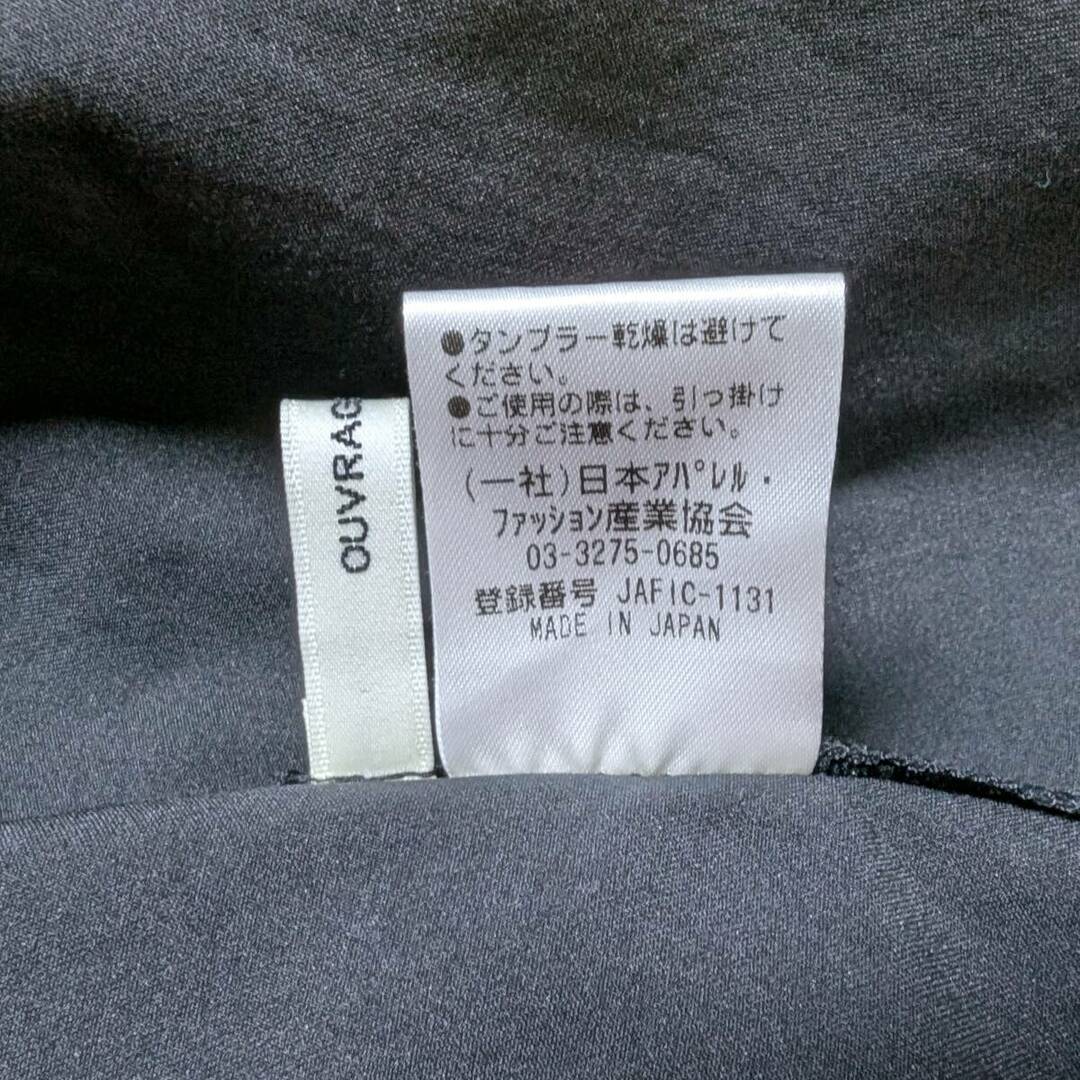 ●タンブラー乾燥は避けて
ください。
●ご使用の際は、引っ掛け
に十分ご注意ください。
(一社)日本アパレル・
ファッション産業協会
03-3275-0685
登録番号 JAFIC-1131
MADE IN JAPAN
OUVRAG